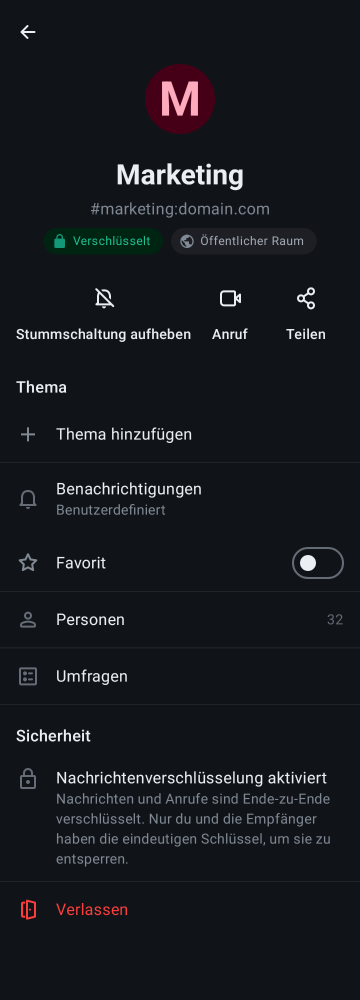 M
Marketing
#marketing:domain.com
Verschlüsselt Öffentlicher Raum
Stummschaltung aufheben Anruf Teilen
Thema
Thema hinzufügen
Benachrichtigungen
Benutzerdefiniert
Favorit
Personen 32
Umfragen
Sicherheit
Nachrichtenverschlüsselung aktiviert
Nachrichten und Anrufe sind Ende-zu-Ende
verschlüsselt. Nur du und die Empfänger
haben die eindeutigen Schlüssel, um sie zu
entsperren.
Verlassen